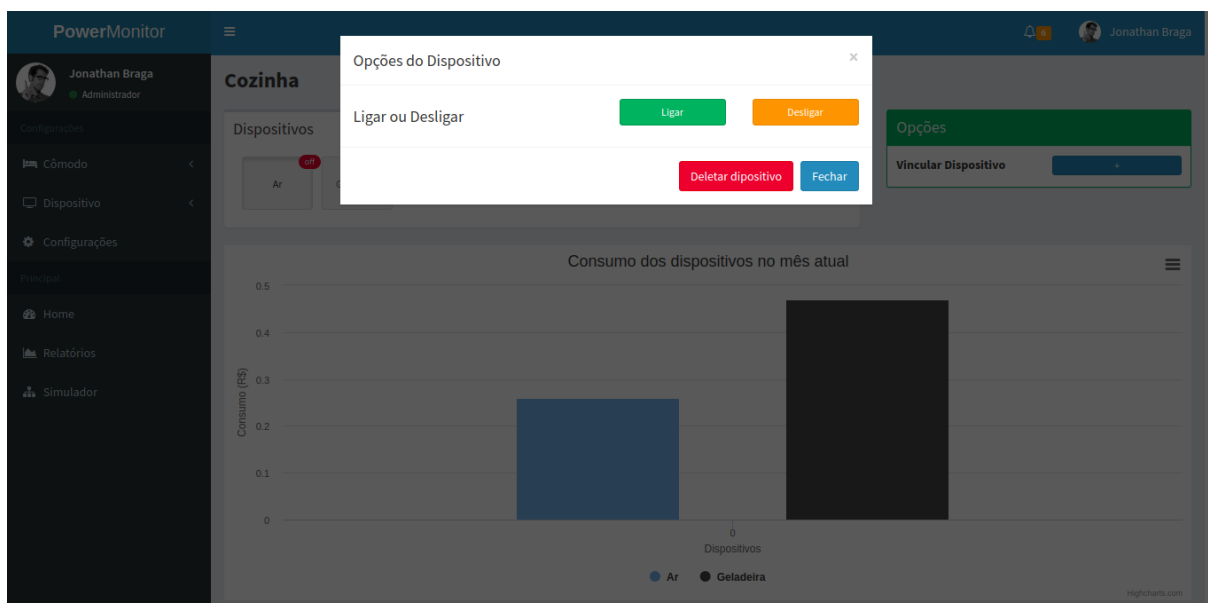 PowerMonitor
6
Jonathan Braga
Jonathan Braga
Administrador
Configurações
Cômodo
Dispositivo
Configurações
Principal
Home
Relatórios
Simulador
Cozinha
Opções do Dispositivo
×
Ligar ou Desligar
Ligar
Desligar
Deletar dipositivo
Fechar
Dispositivos
off
Ar
Opções
Vincular Dispositivo
+
Consumo dos dispositivos no mês atual
Consumo (R$)
0.5
0.4
0.3
0.2
0.1
0
0
Dispositivos
Ar
Geladeira
Highcharts.com